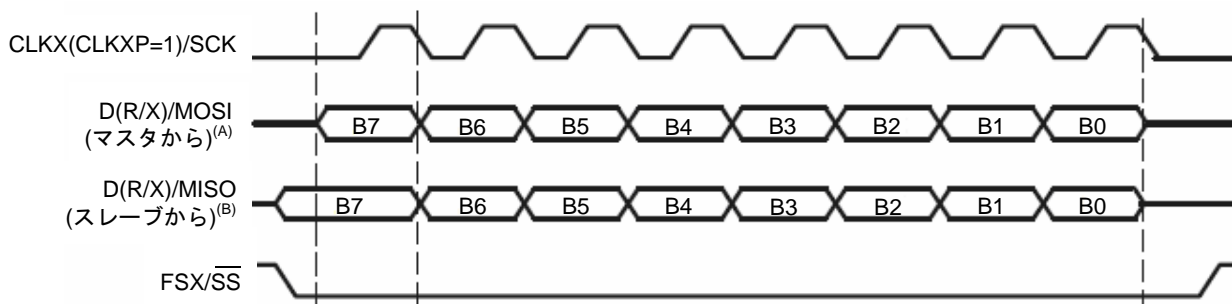 CLKX(CLKXP=1)/SCK
D(R/X)/MOSI
(マスタから)(A)
B7 B6 B5 B4 B3 B2 B1 B0
D(R/X)/MISO
(スレーブから)(B)
B7 B6 B5 B4 B3 B2 B1 B0
FSX/SS